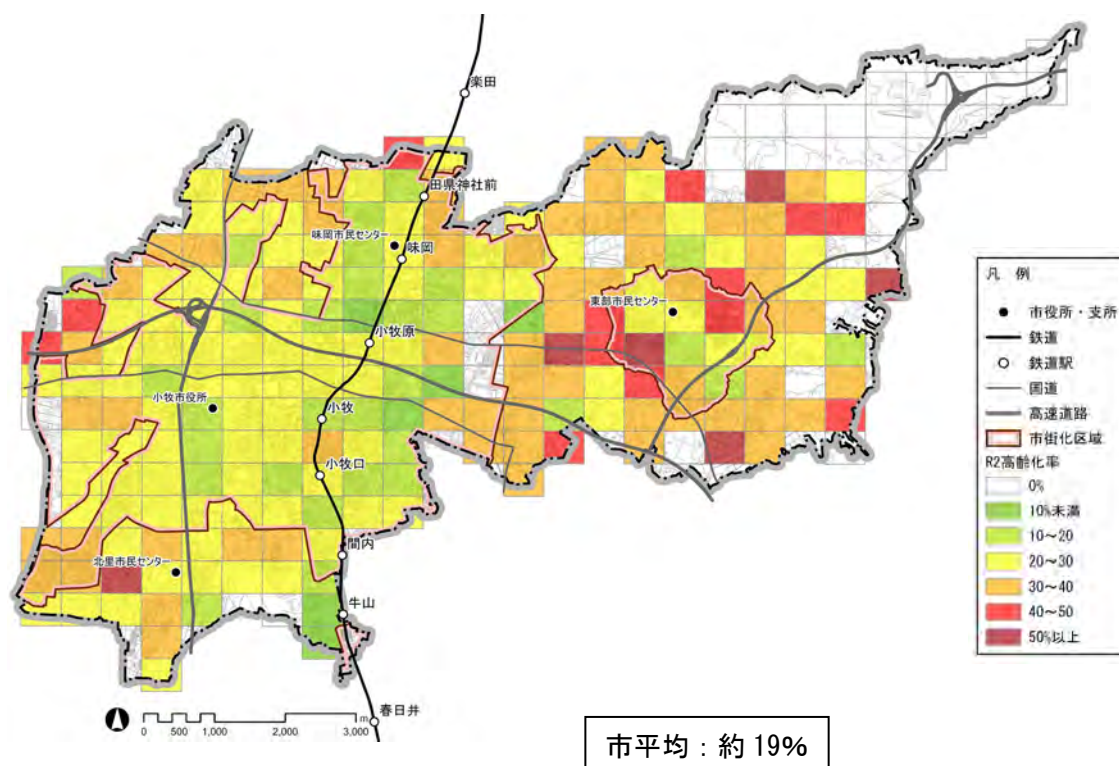 楽田
田県神社前
味岡市民センター
味岡
東部市民センター
小牧原
小牧市役所
小牧
小牧口
間内
北里市民センター
牛山
春日井
0 500 1,000 2,000 3,000 m
凡 例
市役所・支所
鉄道
鉄道駅
国道
高速道路
市街化区域
R2高齢化率
0%
10%未満
10~20
20~30
30~40
40~50
50%以上
市平均：約 19%